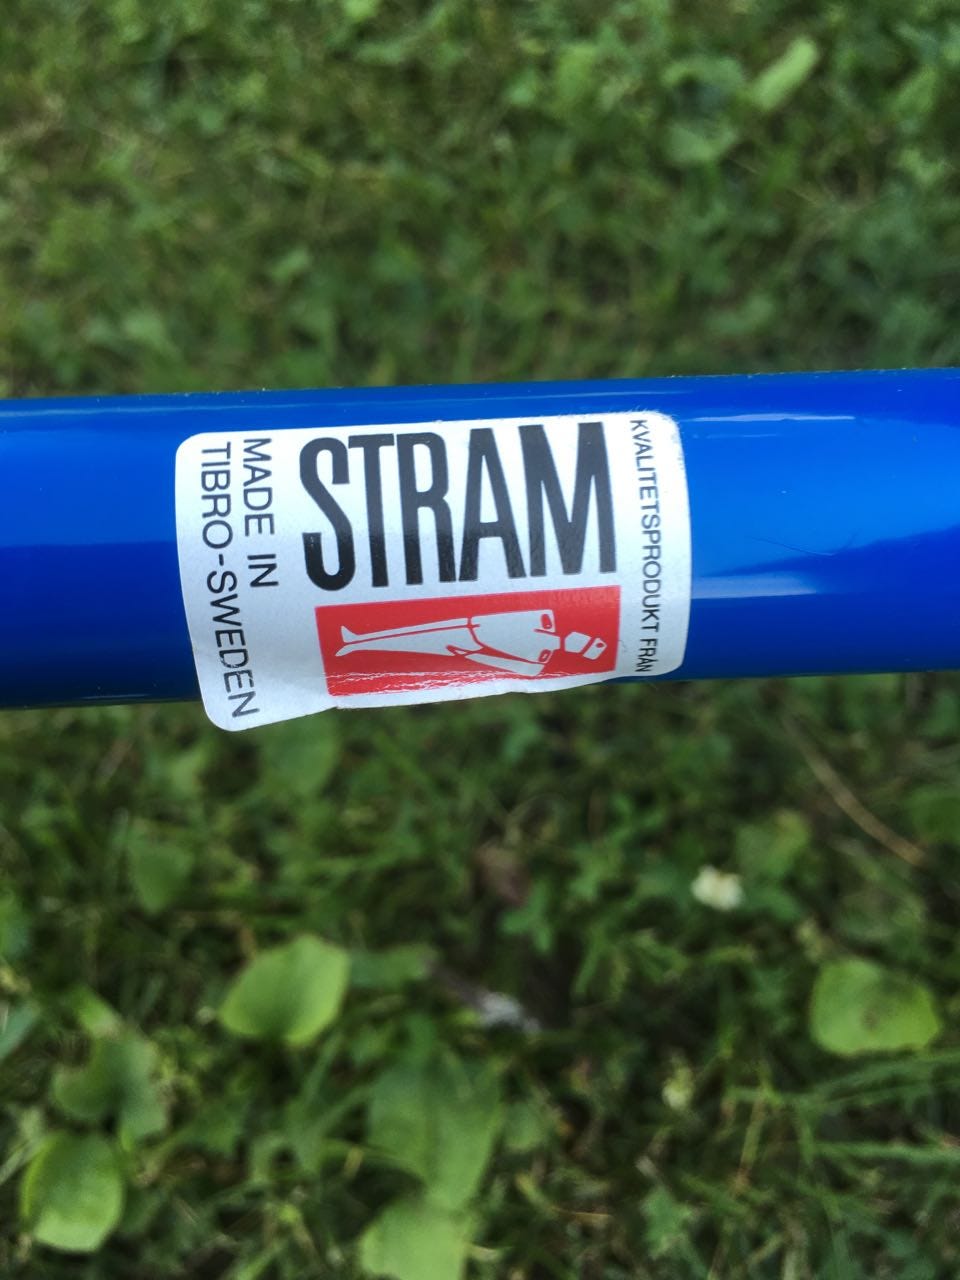 KVALITETSPRODUKT FRÅN
STRAM
MADE IN
TIBRO-SWEDEN